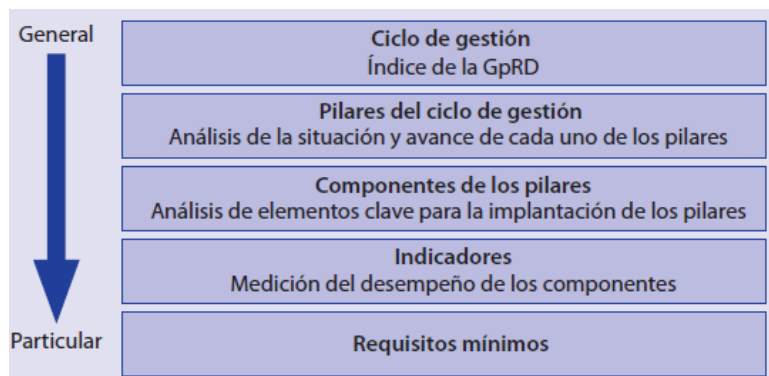 General
Ciclo de gestión
Índice de la GpRD
Pilares del ciclo de gestión
Análisis de la situación y avance de cada uno de los pilares
Componentes de los pilares
Análisis de elementos clave para la implantación de los pilares
Indicadores
Medición del desempeño de los componentes
Particular
Requisitos mínimos